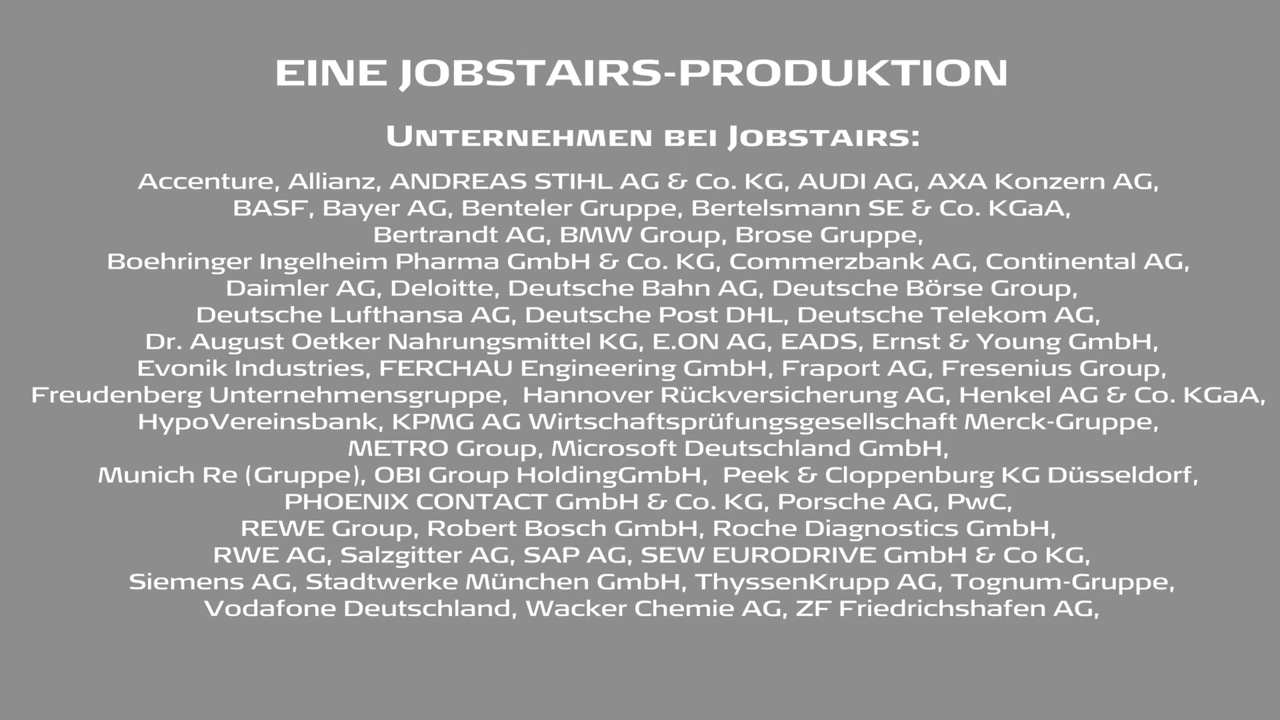 EINE JOBSTAIRS-PRODUKTION
UNTERNEHMEN BEI JOBSTAIRS:
Accenture, Allianz, ANDREAS STIHL AG & Co. KG, AUDI AG, AXA Konzern AG,
BASF, Bayer AG, Benteler Gruppe, Bertelsmann SE & Co. KGaA,
Bertrandt AG, BMW Group, Brose Gruppe,
Boehringer Ingelheim Pharma GmbH & Co. KG, Commerzbank AG, Continental AG,
Daimler AG, Deloitte, Deutsche Bahn AG, Deutsche Börse Group,
Deutsche Lufthansa AG, Deutsche Post DHL, Deutsche Telekom AG,
Dr. August Oetker Nahrungsmittel KG, E.ON AG, EADS, Ernst & Young GmbH,
Evonik Industries, FERCHAU Engineering GmbH, Fraport AG, Fresenius Group,
Freudenberg Unternehmensgruppe, Hannover Rückversicherung AG, Henkel AG & Co. KGaA,
HypoVereinsbank, KPMG AG Wirtschaftsprüfungsgesellschaft Merck-Gruppe,
METRO Group, Microsoft Deutschland GmbH,
Munich Re (Gruppe), OBI Group HoldingGmbH, Peek & Cloppenburg KG Düsseldorf,
PHOENIX CONTACT GmbH & Co. KG, Porsche AG, PwC,
REWE Group, Robert Bosch GmbH, Roche Diagnostics GmbH,
RWE AG, Salzgitter AG, SAP AG, SEW EURODRIVE GmbH & Co KG,
Siemens AG, Stadtwerke München GmbH, ThyssenKrupp AG, Tognum-Gruppe,
Vodafone Deutschland, Wacker Chemie AG, ZF Friedrichshafen AG,